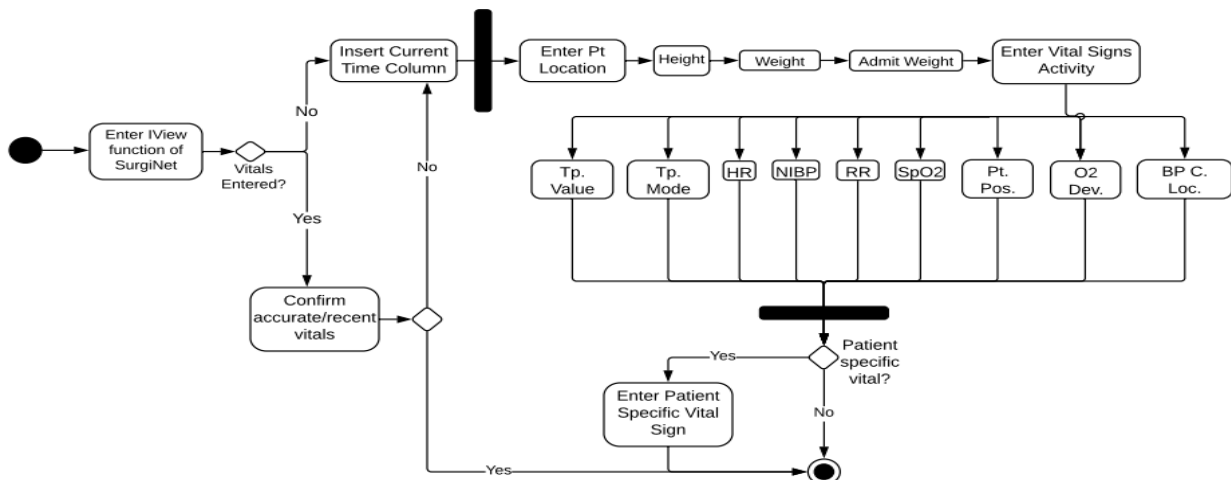 Insert Current
Time Column
Enter Pt
Location
Height
Weight
Admit Weight
Enter Vital Signs
Activity
No
Enter IView
function of
SurgiNet
Vitals
Entered?
No
Yes
Tp.
Value
Tp.
Mode
HR
NIBP
RR
SpO2
Pt.
Pos.
O2
Dev.
BP C.
Loc.
Confirm
accurate/recent
vitals
Patient
specific
vital?
Yes
Enter Patient
Specific Vital
Sign
No
Yes